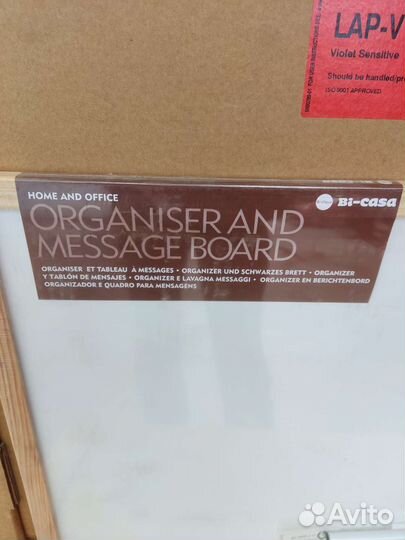 LAP-V
Violet Sensitive
Should be handled/pro
ISO 9001 APPROVED
HOME AND OFFICE
Bi-casa
ORGANISER AND
MESSAGE BOARD
ORGANISER ET TABLEAU À MESSAGES • ORGANIZER UND SCHWARZES BRETT • ORGANIZER
Y TABLÓN DE MENSAJES • ORGANIZER E LAVAGNA MESSAGGI • ORGANIZER EN BERICHTENBORD
ORGANIZADOR E QUADRO PARA MENSAGENS
Avito